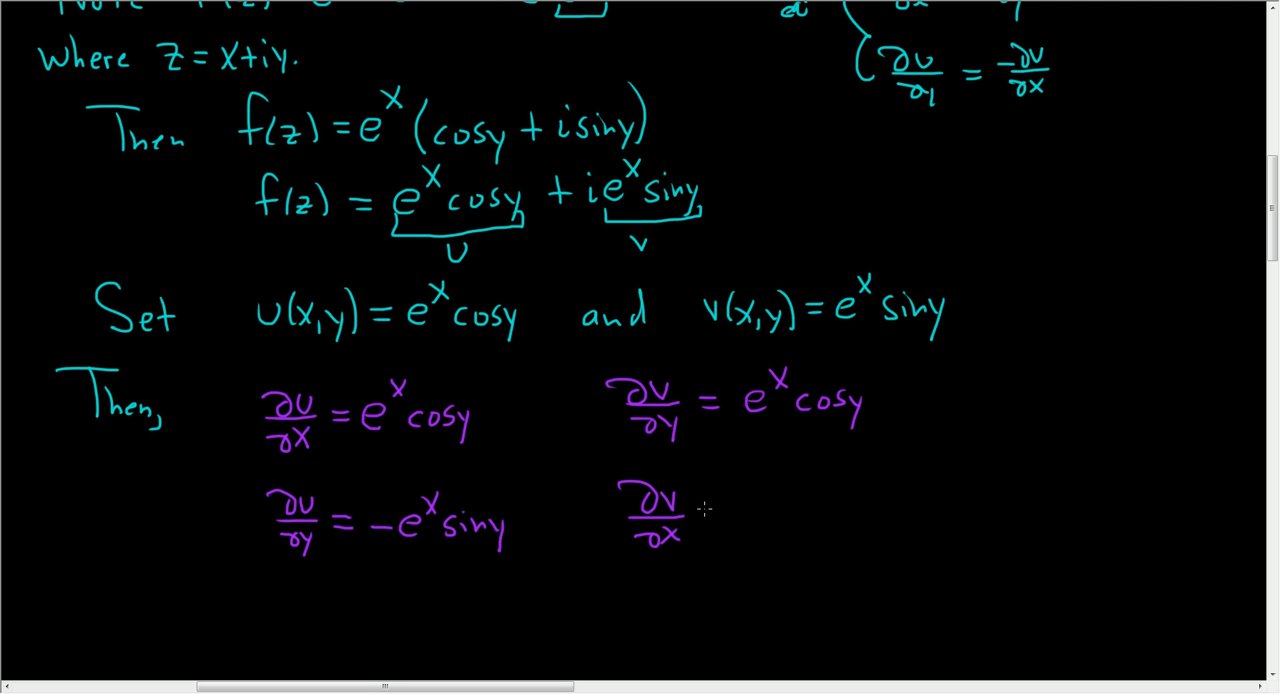 Where z = x+iy.
∂u/∂y = -∂v/∂x
Then f(z) = e^x (cosy + isiny)
f(z) = e^x cosy + ie^x siny
u v
Set u(x,y) = e^x cosy and v(x,y) = e^x siny
Then, ∂u/∂x = e^x cosy ∂v/∂y = e^x cosy
∂u/∂y = -e^x siny ∂v/∂x